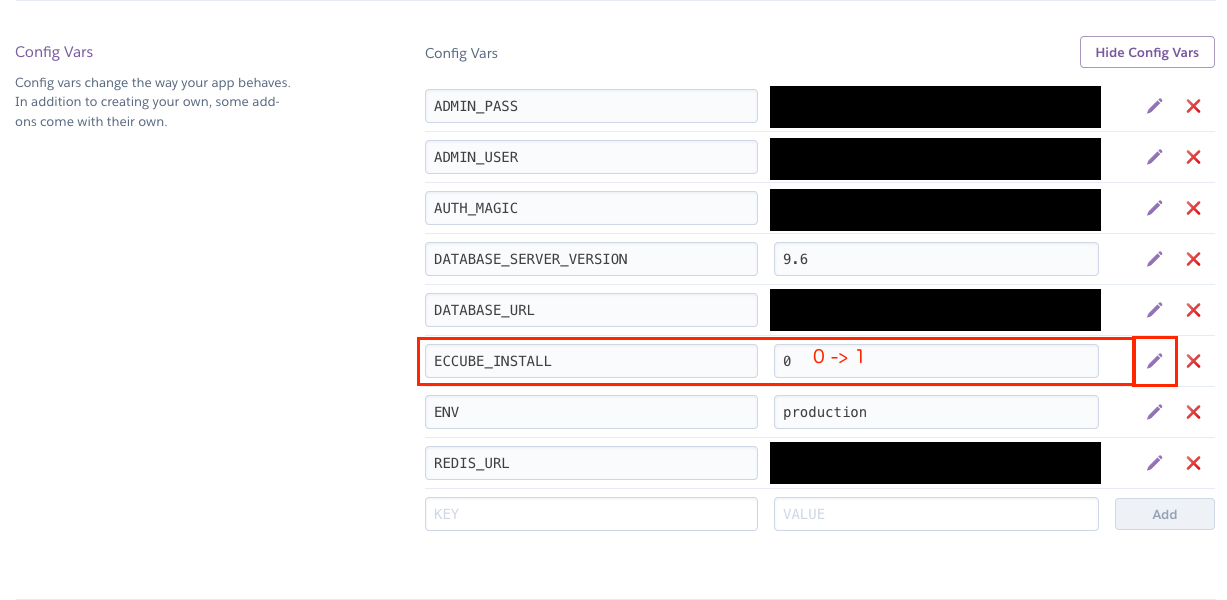 Config Vars
Config vars change the way your app behaves.
In addition to creating your own, some add-
ons come with their own.
Config Vars
Hide Config Vars
ADMIN_PASS
ADMIN_USER
AUTH_MAGIC
DATABASE_SERVER_VERSION 9.6
DATABASE_URL
ECCUBE_INSTALL 0 0 -> 1
ENV production
REDIS_URL
KEY VALUE Add